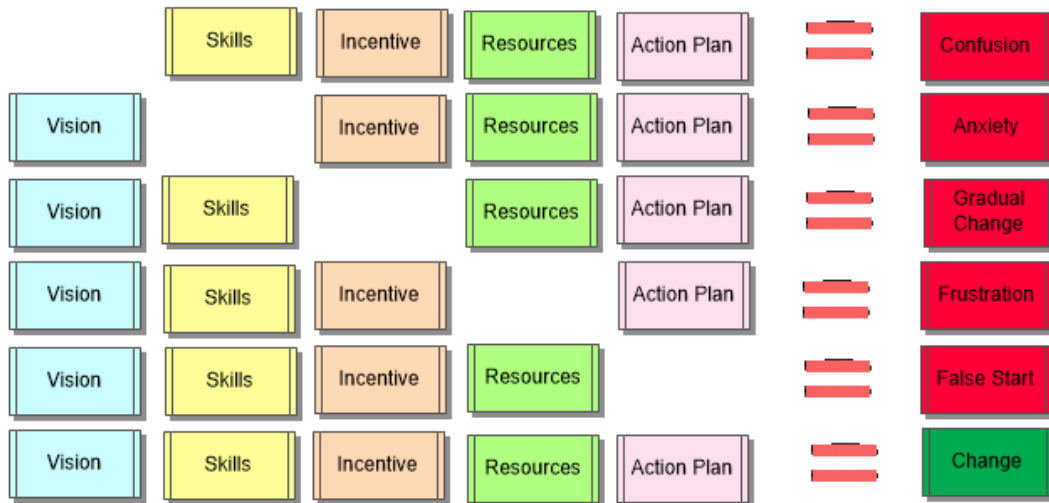 Skills Incentive Resources Action Plan Confusion
Vision Incentive Resources Action Plan Anxiety
Vision Skills Resources Action Plan Gradual
Change
Vision Skills Incentive Action Plan Frustration
Vision Skills Incentive Resources False Start
Vision Skills Incentive Resources Action Plan Change